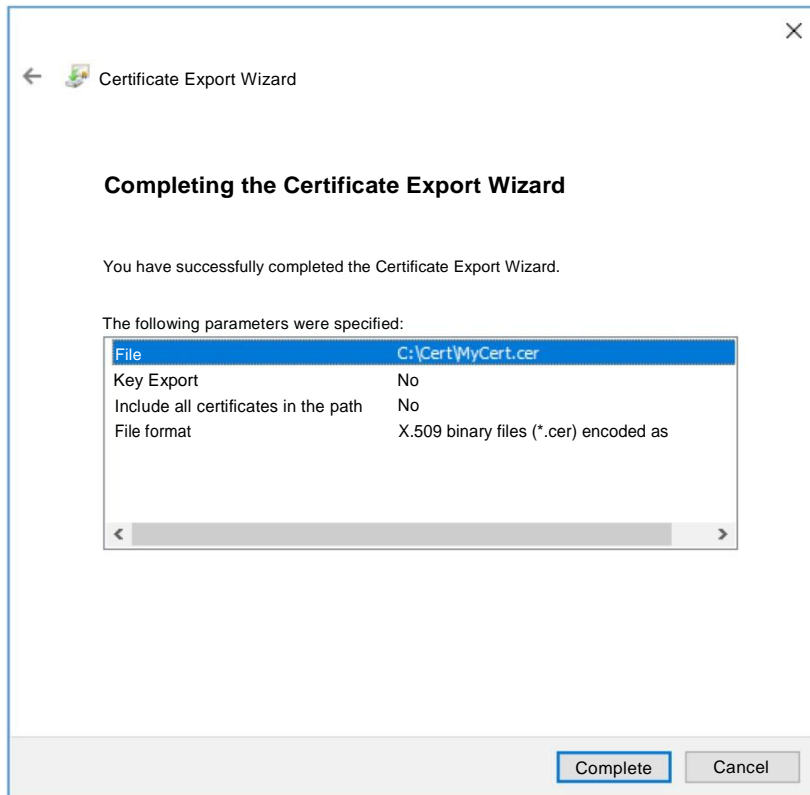 Certificate Export Wizard
Completing the Certificate Export Wizard
You have successfully completed the Certificate Export Wizard.
The following parameters were specified:
File C:\Cert\MyCert.cer
Key Export No
Include all certificates in the path No
File format X.509 binary files (*.cer) encoded as
Complete Cancel